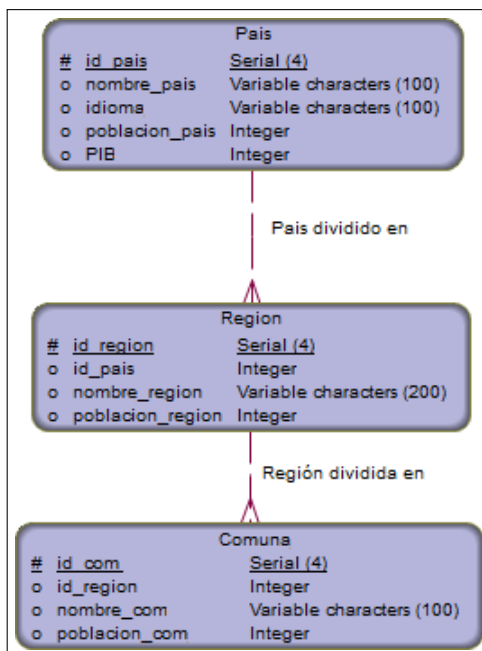 Pais
# id_pais Serial (4)
o nombre_pais Variable characters (100)
o idioma Variable characters (100)
o poblacion_pais Integer
o PIB Integer
Pais dividido en
Region
# id_region Serial (4)
o id_pais Integer
o nombre_region Variable characters (200)
o poblacion_region Integer
Región dividida en
Comuna
# id_com Serial (4)
o id_region Integer
o nombre_com Variable characters (100)
o poblacion_com Integer